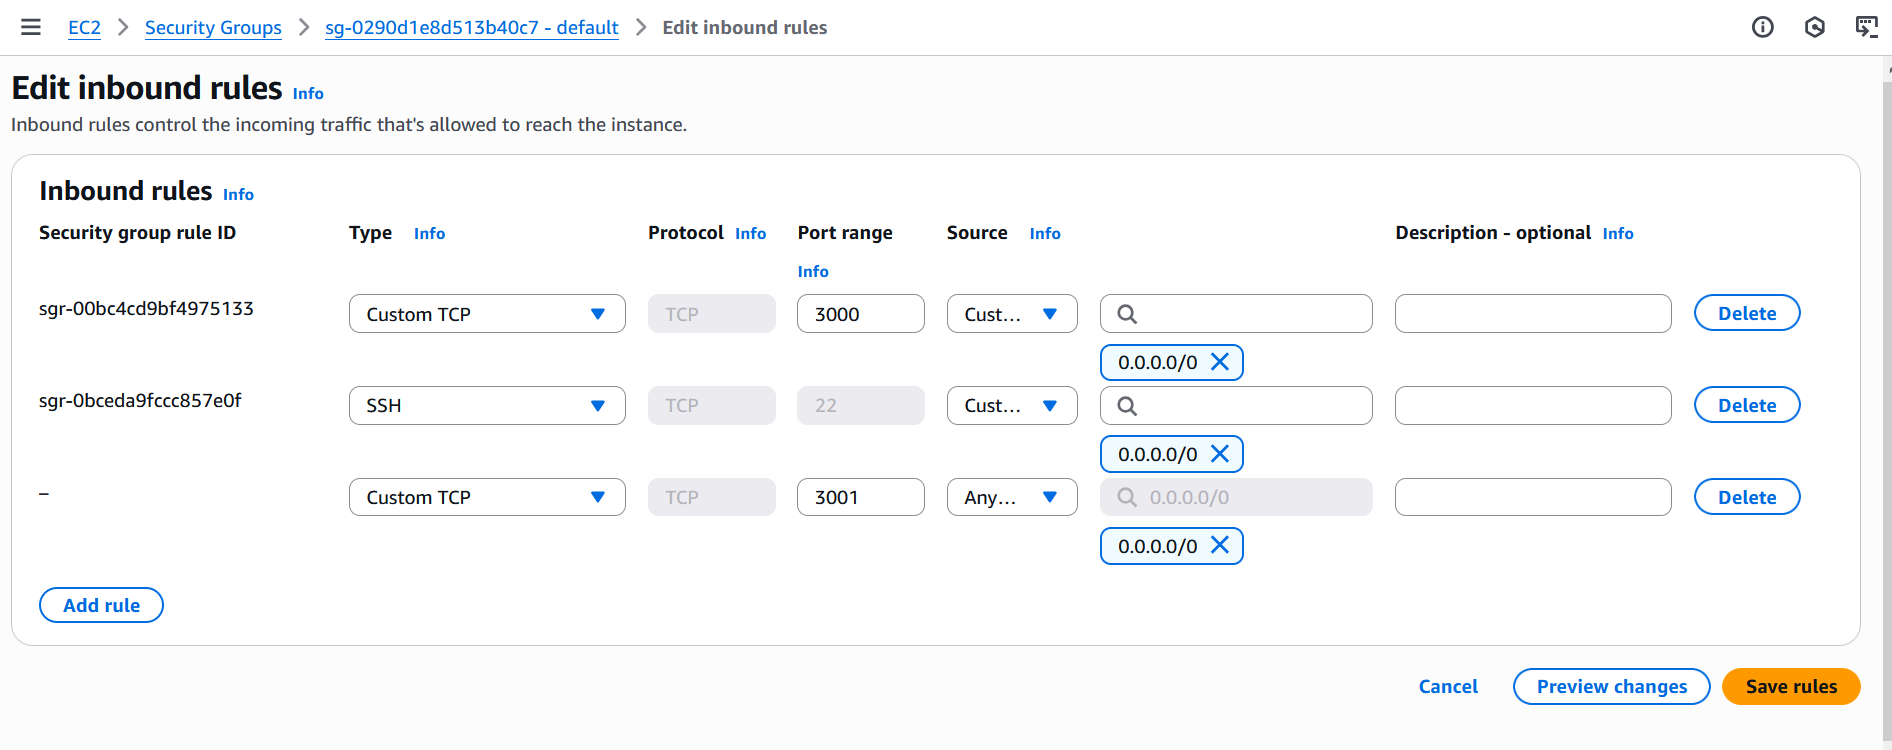 EC2 > Security Groups > sg-0290d1e8d513b40c7 - default > Edit inbound rules
Edit inbound rules Info
Inbound rules control the incoming traffic that's allowed to reach the instance.
Inbound rules Info
Security group rule ID Type Info Protocol Info Port range Info Source Info Description - optional Info
sgr-00bc4cd9bf4975133 Custom TCP TCP 3000 Cust... Delete
0.0.0.0/0
sgr-0bceda9fccc857e0f SSH TCP 22 Cust... Delete
0.0.0.0/0
– Custom TCP TCP 3001 Any... 0.0.0.0/0 Delete
0.0.0.0/0
Add rule
Cancel Preview changes Save rules